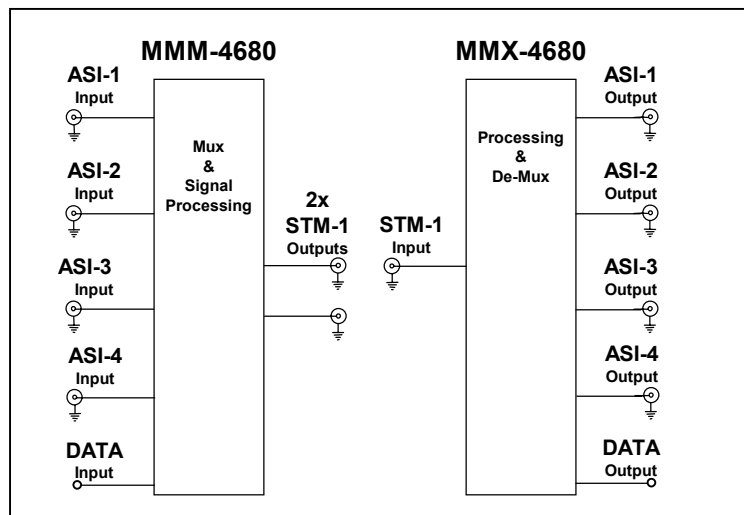 MMM-4680
MMX-4680
ASI-1
Input
ASI-2
Input
ASI-3
Input
ASI-4
Input
DATA
Input
Mux
&
Signal
Processing
2x
STM-1
Outputs
STM-1
Input
Processing
&
De-Mux
ASI-1
Output
ASI-2
Output
ASI-3
Output
ASI-4
Output
DATA
Output